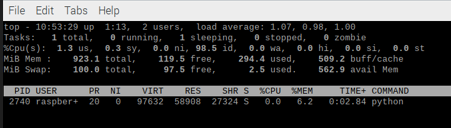 File Edit Tabs Help
top - 10:53:29 up 1:13, 2 users, load average: 1.07, 0.98, 1.00
Tasks: 1 total, 0 running, 1 sleeping, 0 stopped, 0 zombie
%Cpu(s): 1.3 us, 0.3 sy, 0.0 ni, 98.5 id, 0.0 wa, 0.0 hi, 0.0 si, 0.0 st
MiB Mem : 923.1 total, 119.5 free, 294.4 used, 509.2 buff/cache
MiB Swap: 100.0 total, 97.5 free, 2.5 used. 562.9 avail Mem
PID USER PR NI VIRT RES SHR S %CPU %MEM TIME+ COMMAND
2740 raspber+ 20 0 97632 58908 27324 S 0.0 6.2 0:02.84 python